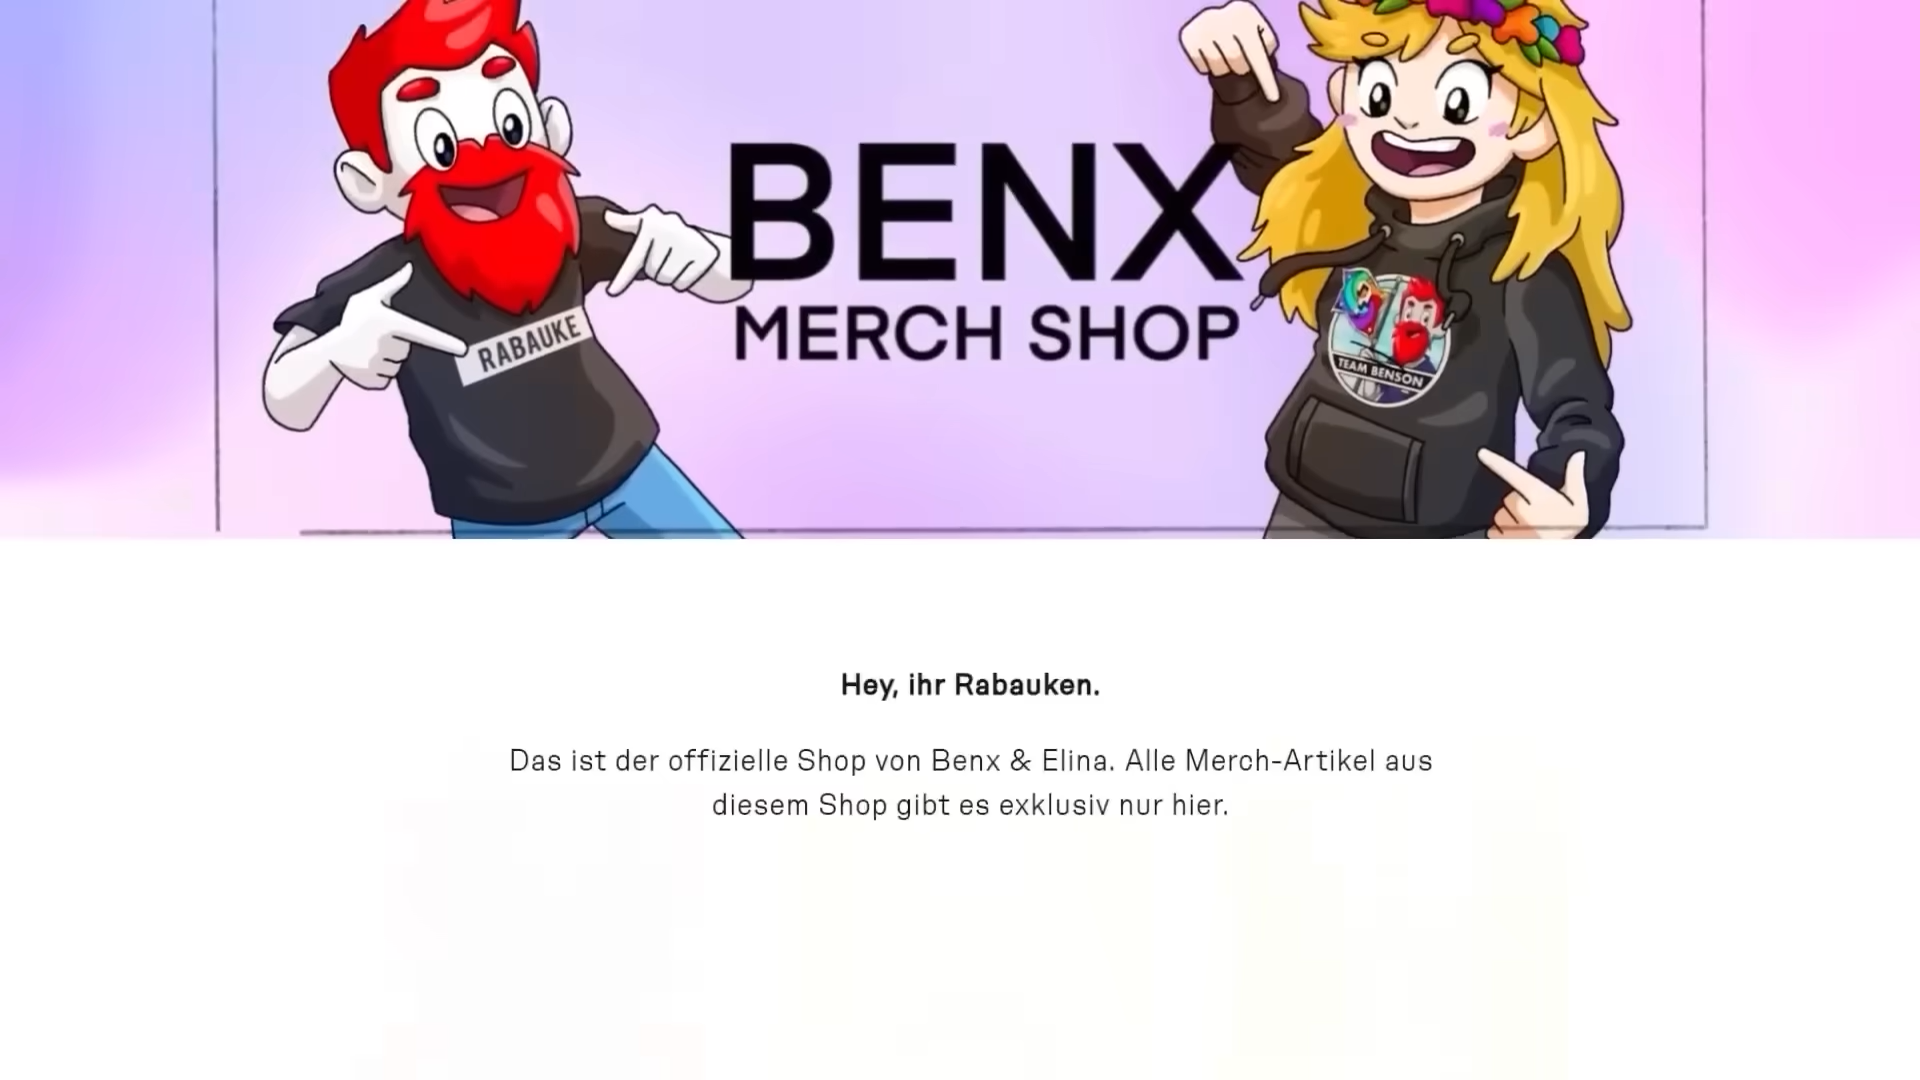 BENX
MERCH SHOP
RABAUKE
TEAM BENSON
Hey, ihr Rabauken.
Das ist der offizielle Shop von Benx & Elina. Alle Merch-Artikel aus
diesem Shop gibt es exklusiv nur hier.